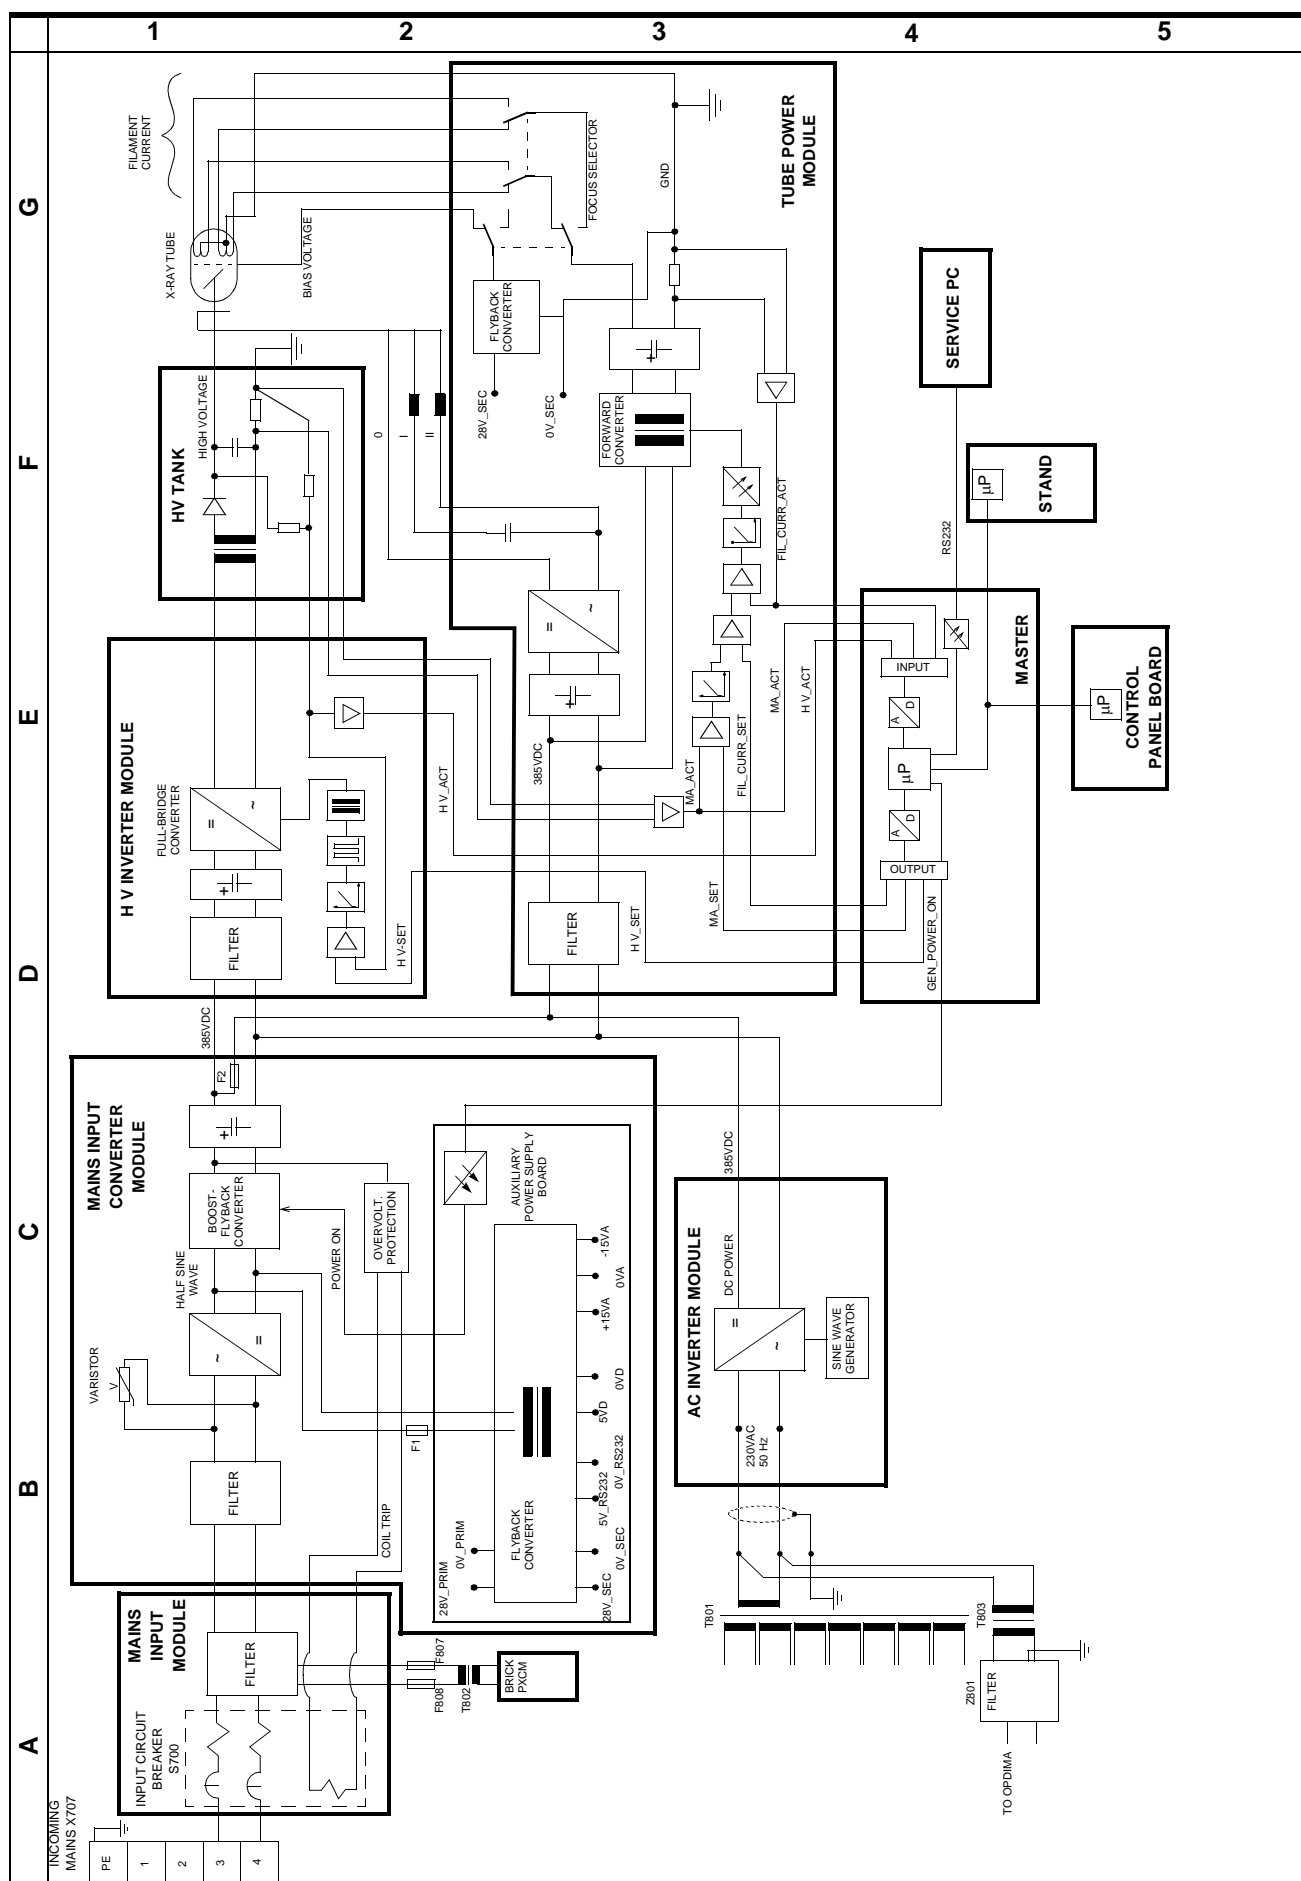 1 2 3 4 5
G
F
E
D
C
B
A
FILAMENT
CURRENT
X-RAY TUBE
BIAS VOLTAGE
FOCUS SELECTOR
GND
TUBE POWER
MODULE
FLYBACK
CONVERTER
28V_SEC
0V_SEC
FORWARD
CONVERTER
+
SERVICE PC
HV TANK
HIGH VOLTAGE
0
I
II
FIL_CURR_ACT
RS232
µP
STAND
=
~
+
INPUT
MASTER
A
D
µP
A
D
OUTPUT
GEN_POWER_ON
µP
CONTROL
PANEL BOARD
H V INVERTER MODULE
FULL-BRIDGE
CONVERTER
=
~
+
FILTER
H V-SET
H V_ACT
385VDC
MA_ACT
FIL_CURR_SET
MA_ACT
H V_ACT
FILTER
H V_SET
MA_SET
385VDC
F2
MAINS INPUT
CONVERTER
MODULE
+
BOOST-
FLYBACK
CONVERTER
HALF SINE
WAVE
POWER ON
OVERVOLT.
PROTECTION
AUXILIARY
POWER SUPPLY
BOARD
VARISTOR
V
~
=
F1
FILTER
COIL TRIP
FLYBACK
CONVERTER
28V_PRIM
0V_PRIM
-15VA
0VA
+15VA
0VD
5VD
0V_RS232
5V_RS232
0V_SEC
28V_SEC
385VDC
AC INVERTER MODULE
DC POWER
=
~
SINE WAVE
GENERATOR
230VAC
50 Hz
T801
T803
Z801
FILTER
TO OPDIMA
MAINS
INPUT
MODULE
FILTER
INPUT CIRCUIT
BREAKER
S700
F807
F808
T802
BRICK
PXCM
INCOMING
MAINS X707
PE
1
2
3
4